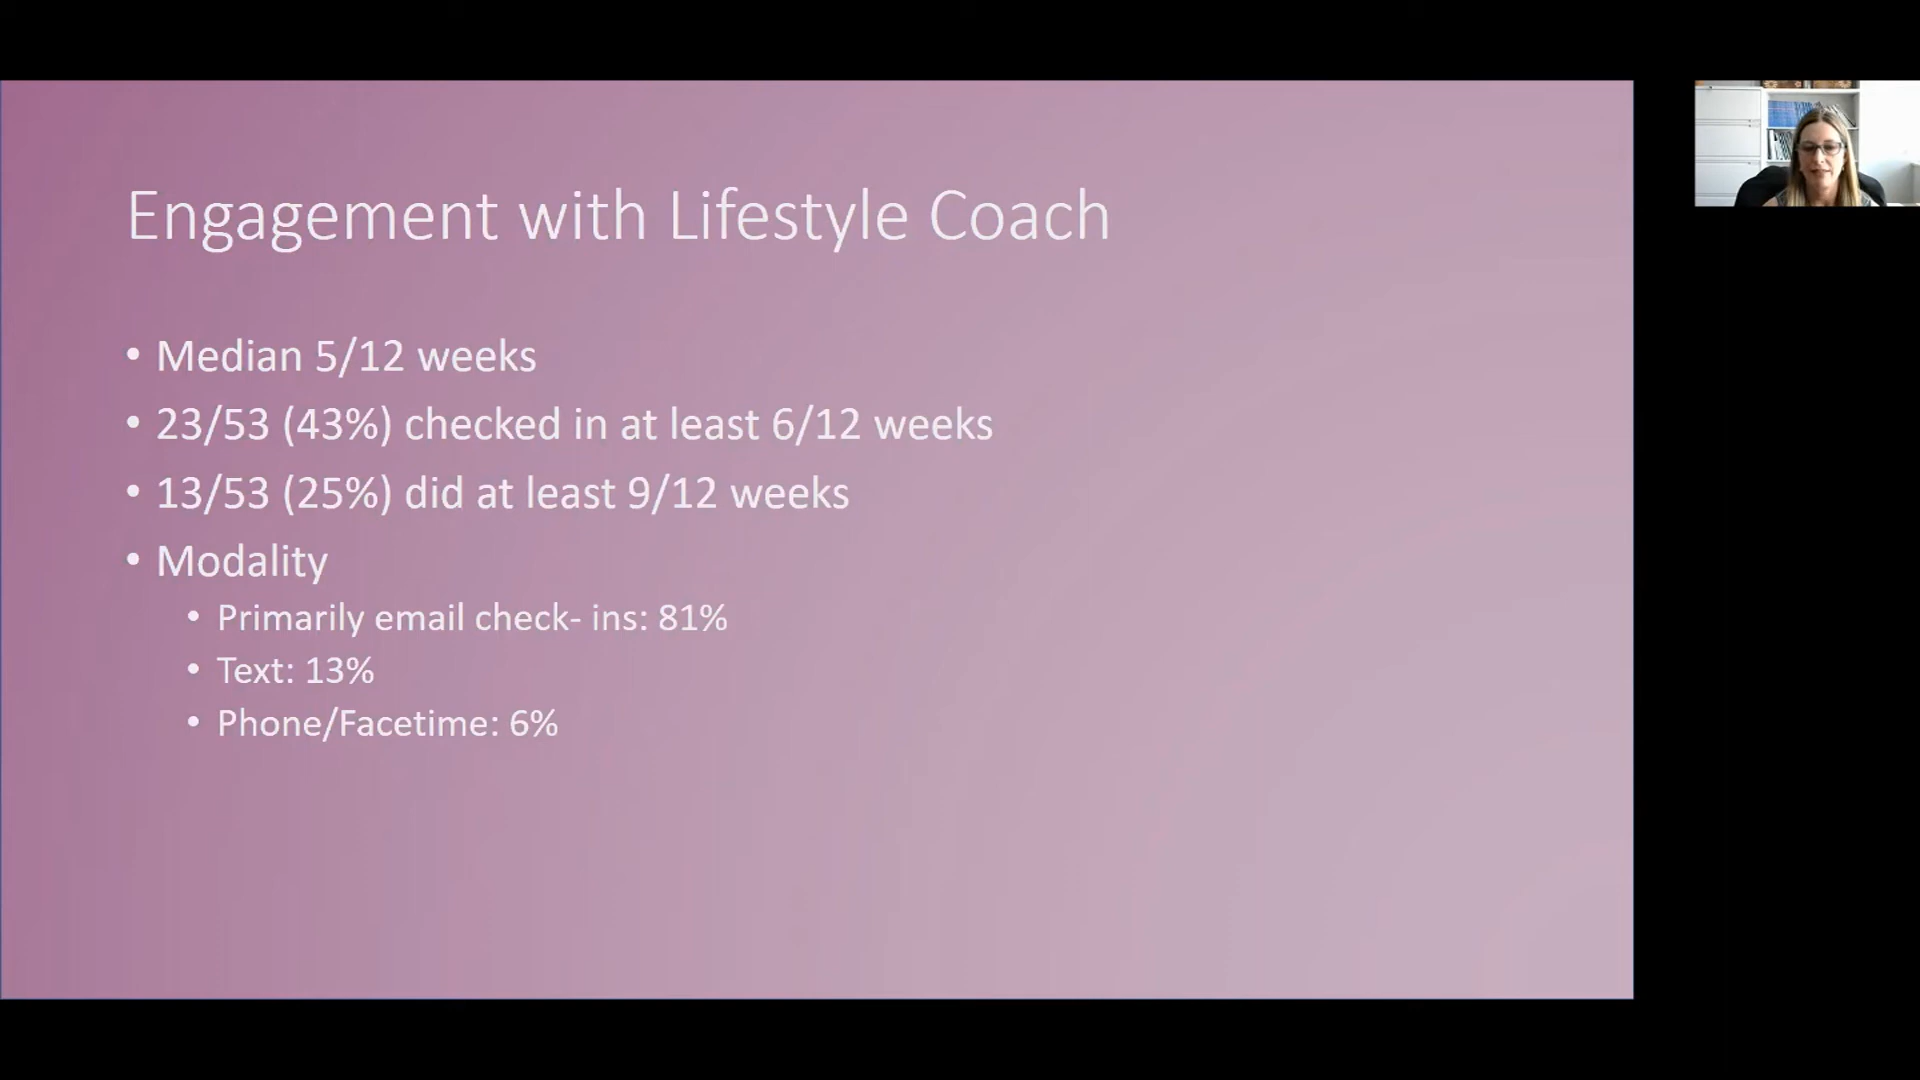 Engagement with Lifestyle Coach
• Median 5/12 weeks
• 23/53 (43%) checked in at least 6/12 weeks
• 13/53 (25%) did at least 9/12 weeks
• Modality
• Primarily email check- ins: 81%
• Text: 13%
• Phone/Facetime: 6%